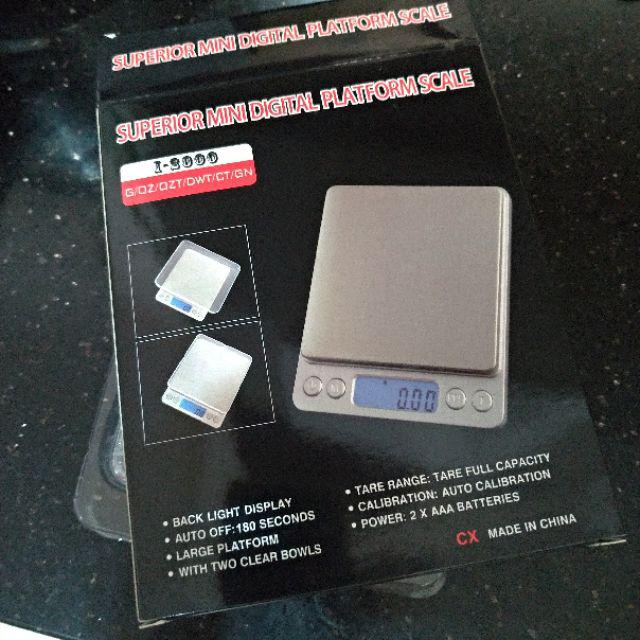 SUPERIOR MINI DIGITAL PLATFORM SCALE
SUPERIOR MINI DIGITAL PLATFORM SCALE
I-2000
G/OZ/OZT/DWT/CT/GN
0.00
• BACK LIGHT DISPLAY
• AUTO OFF:180 SECONDS
• LARGE PLATFORM
• WITH TWO CLEAR BOWLS
• TARE RANGE: TARE FULL CAPACITY
• CALIBRATION: AUTO CALIBRATION
• POWER: 2 X AAA BATTERIES
CX MADE IN CHINA